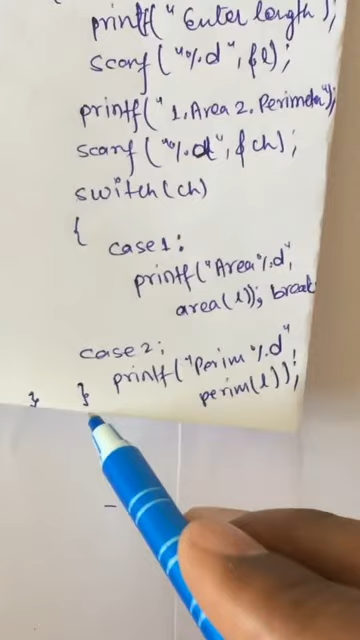 printf("Enter length");
scanf("%d", &l);
printf("1.Area 2.Perimeter");
scanf("%d", &ch);
switch(ch)
{
case1:
printf("Area%d",
area(l)); break
case2;
printf("Perim %d"
perim(l));
} }